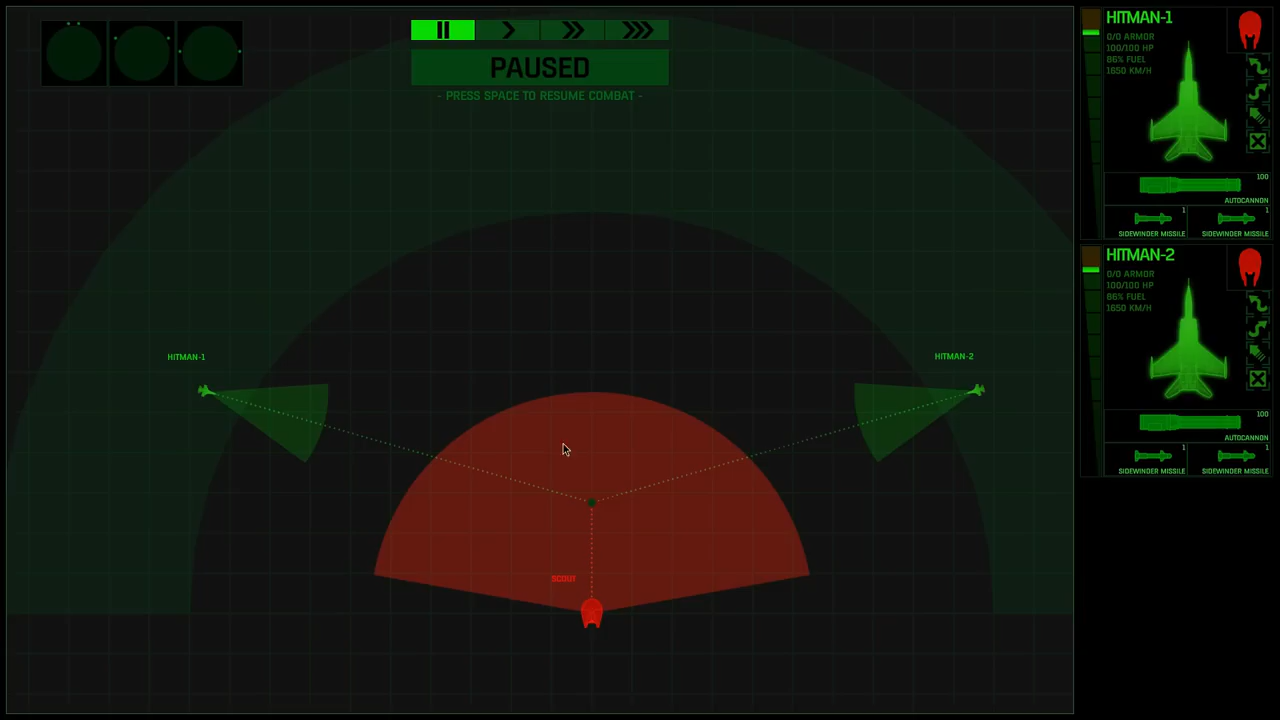 PAUSED
- PRESS SPACE TO RESUME COMBAT -
HITMAN-1
HITMAN-2
SCOUT
HITMAN-1
0/0 ARMOR
100/100 HP
86% FUEL
1650 KM/H
100
AUTOCANNON
1
1
SIDEWINDER MISSILE
SIDEWINDER MISSILE
HITMAN-2
0/0 ARMOR
100/100 HP
86% FUEL
1650 KM/H
100
AUTOCANNON
1
1
SIDEWINDER MISSILE
SIDEWINDER MISSILE